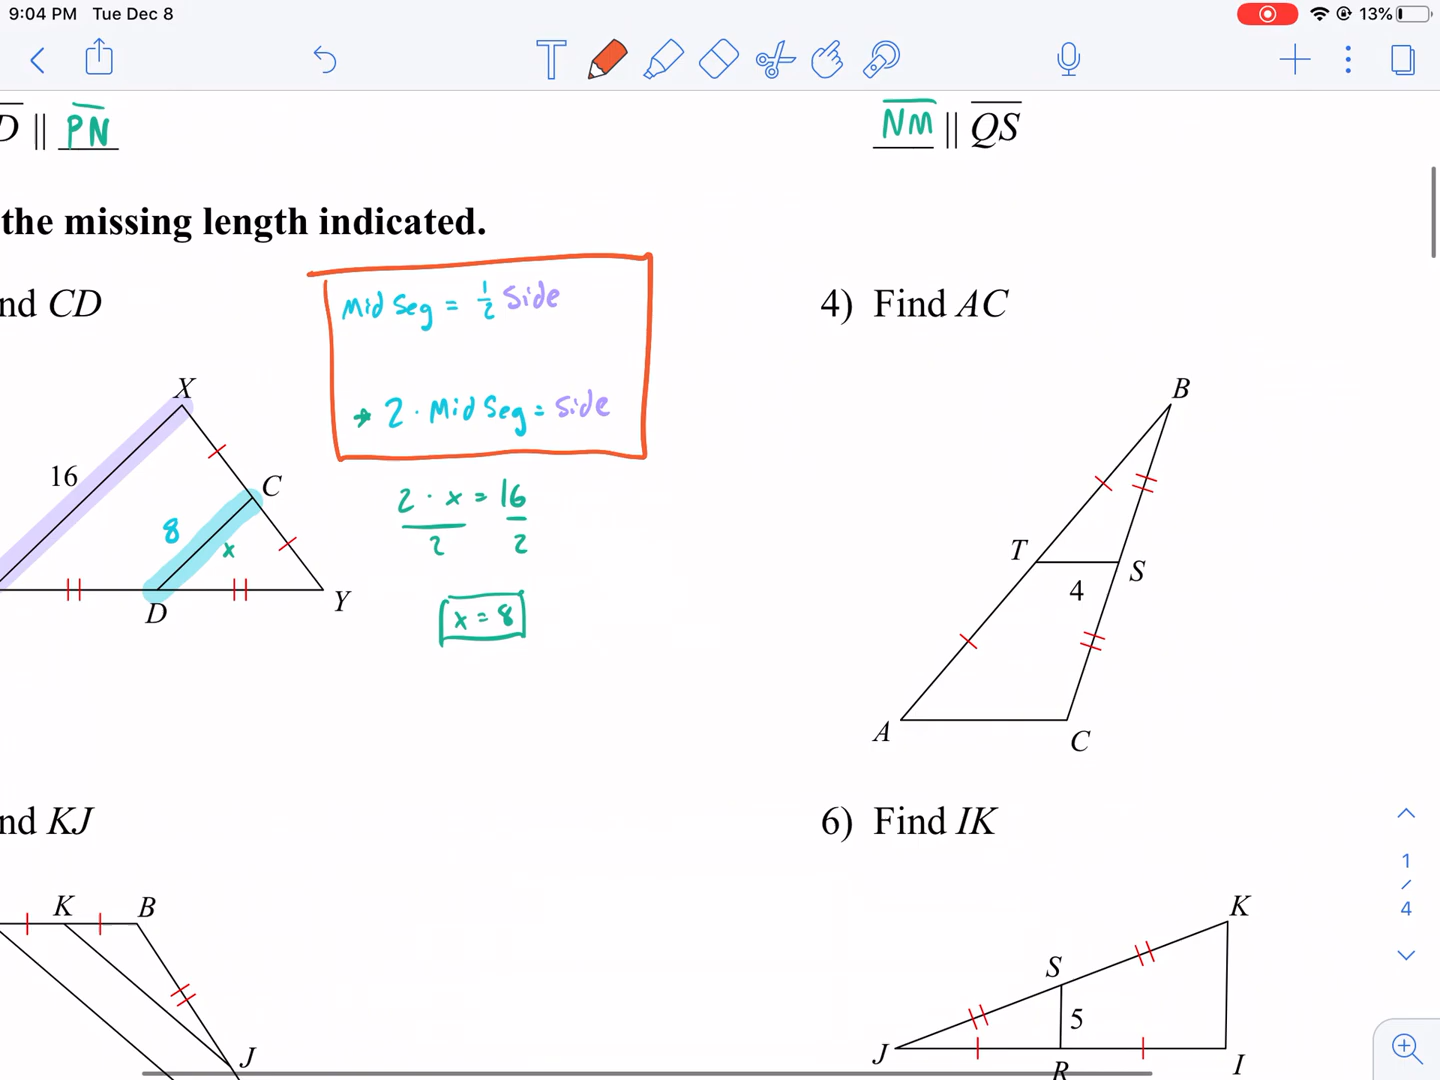 9:04 PM Tue Dec 8
13%
T
D || PN
NM || QS
the missing length indicated.
nd CD
Mid Seg = 1/2 Side
→ 2 · Mid Seg = Side
4) Find AC
X
16
C
8
x
D
Y
2 · x = 16
2 2
x = 8
B
T
S
4
A
C
nd KJ
6) Find IK
1
/
4
K
B
J
K
S
5
J
R
I